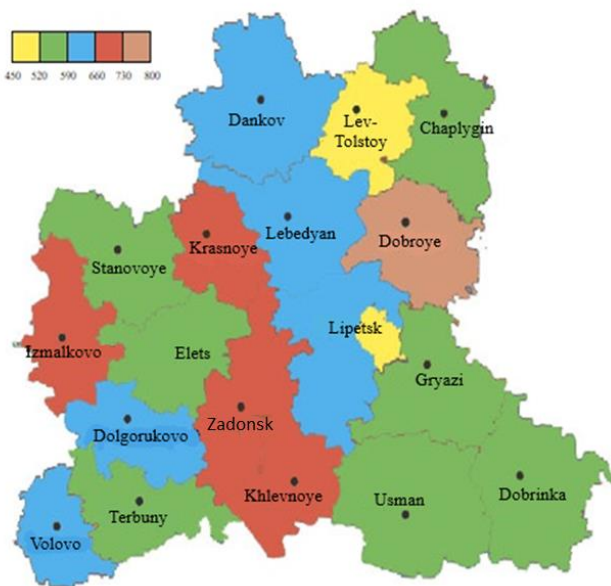 450 520 590 660 730 800
Dankov
Lev-
Tolstoy
Chaplygin
Krasnoye
Lebedyan
Dobroye
Stanovoye
Lipetsk
Izmalkovo
Elets
Gryazi
Zadonsk
Dolgorukovo
Khlevnoye
Usman
Dobrinka
Terbuny
Volovo